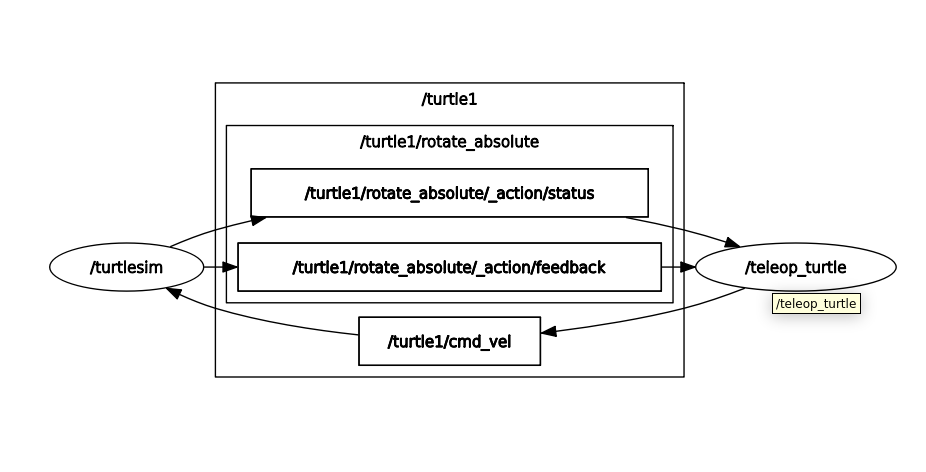 /turtle1
/turtle1/rotate_absolute
/turtle1/rotate_absolute/_action/status
/turtlesim
/turtle1/rotate_absolute/_action/feedback
/teleop_turtle
/teleop_turtle
/turtle1/cmd_vel